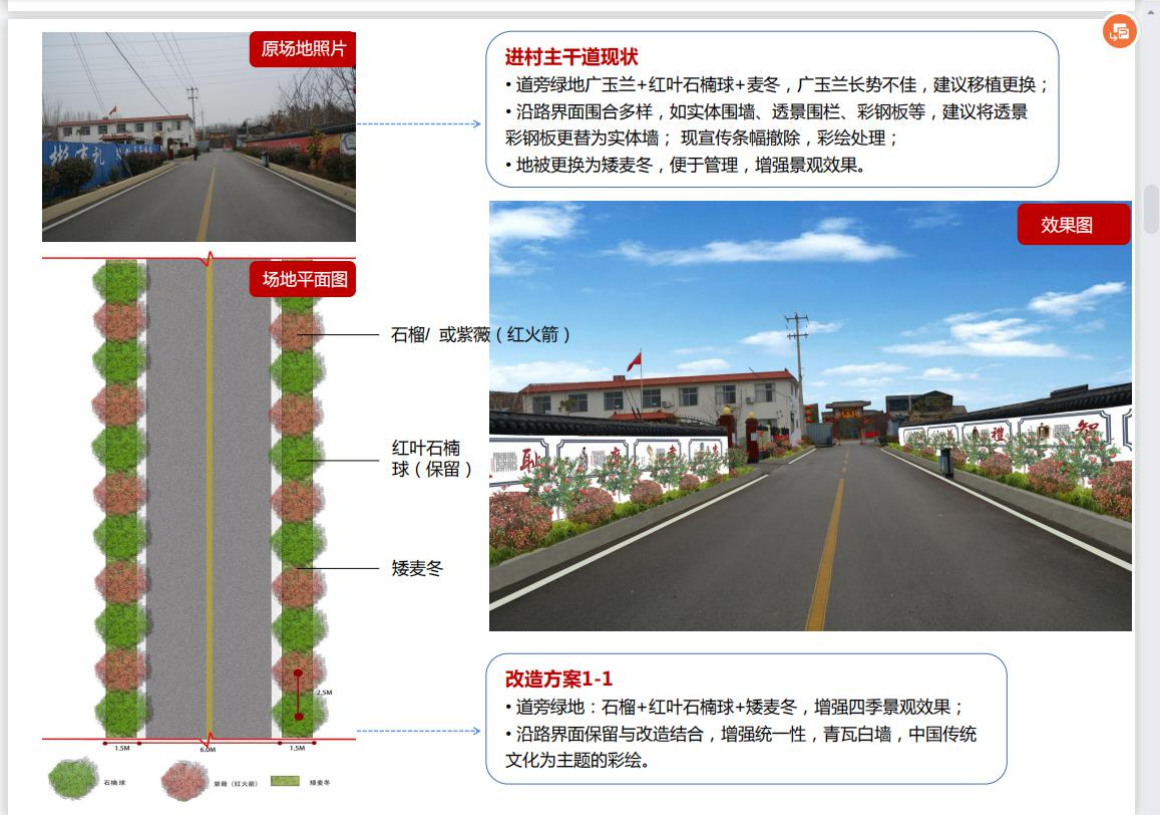 原场地照片
进村主干道现状
• 道旁绿地广玉兰+红叶石楠球+麦冬，广玉兰长势不佳，建议移植更换；
• 沿路界面围合多样，如实体围墙、透景围栏、彩钢板等，建议将透景
彩钢板更替为实体墙； 现宣传条幅撤除，彩绘处理；
• 地被更换为矮麦冬，便于管理，增强景观效果。
效果图
场地平面图
石榴/ 或紫薇（红火箭）
红叶石楠
球（保留）
矮麦冬
耻
禮
智
2.5M
1.5M
6.0M
1.5M
石楠球
紫薇（红火箭）
矮麦冬
改造方案1-1
• 道旁绿地：石榴+红叶石楠球+矮麦冬，增强四季景观效果；
• 沿路界面保留与改造结合，增强统一性，青瓦白墙，中国传统
文化为主题的彩绘。